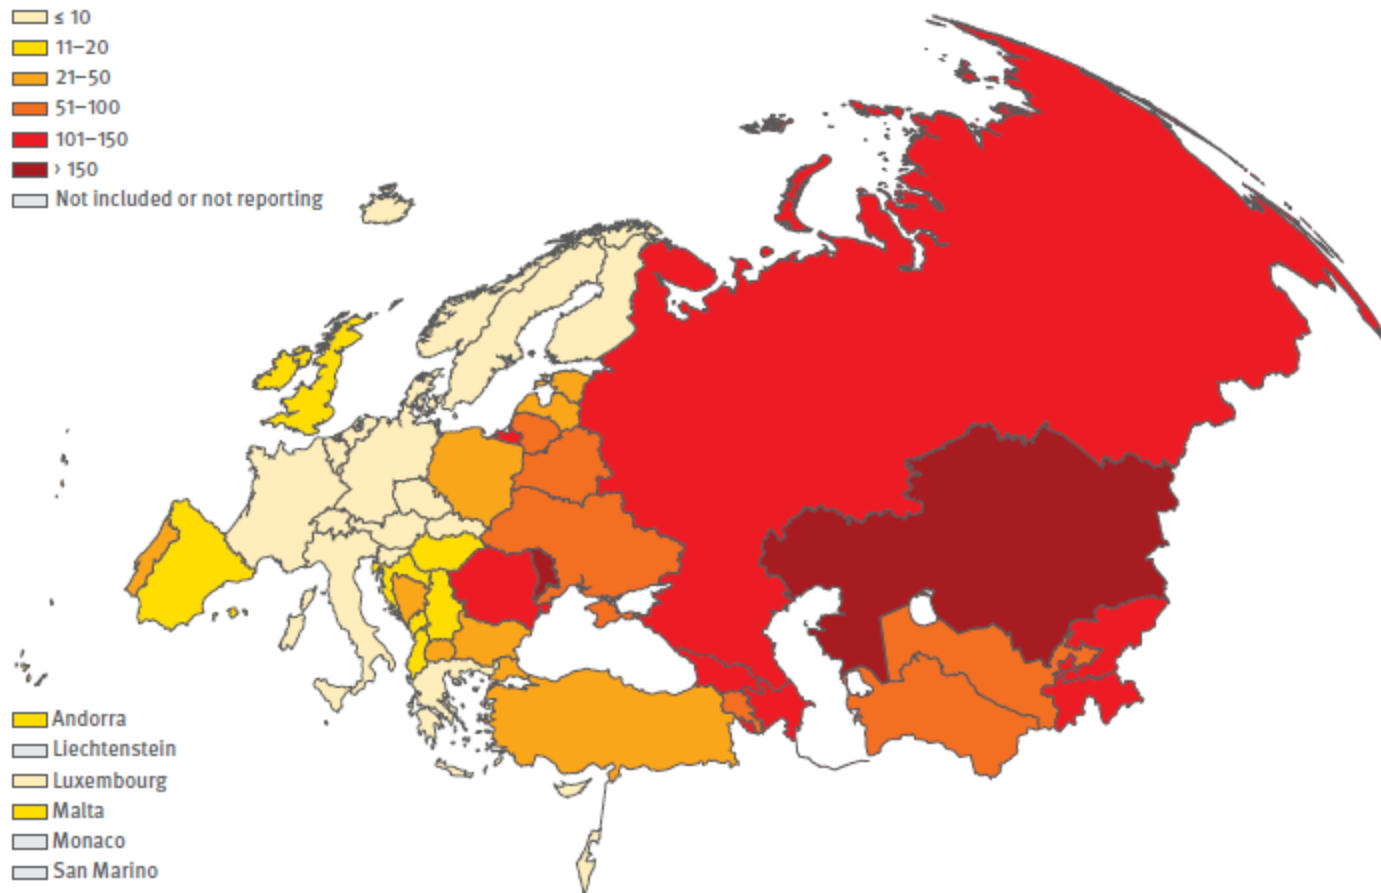 ≤ 10
11–20
21–50
51–100
101–150
> 150
Not included or not reporting
Andorra
Liechtenstein
Luxembourg
Malta
Monaco
San Marino